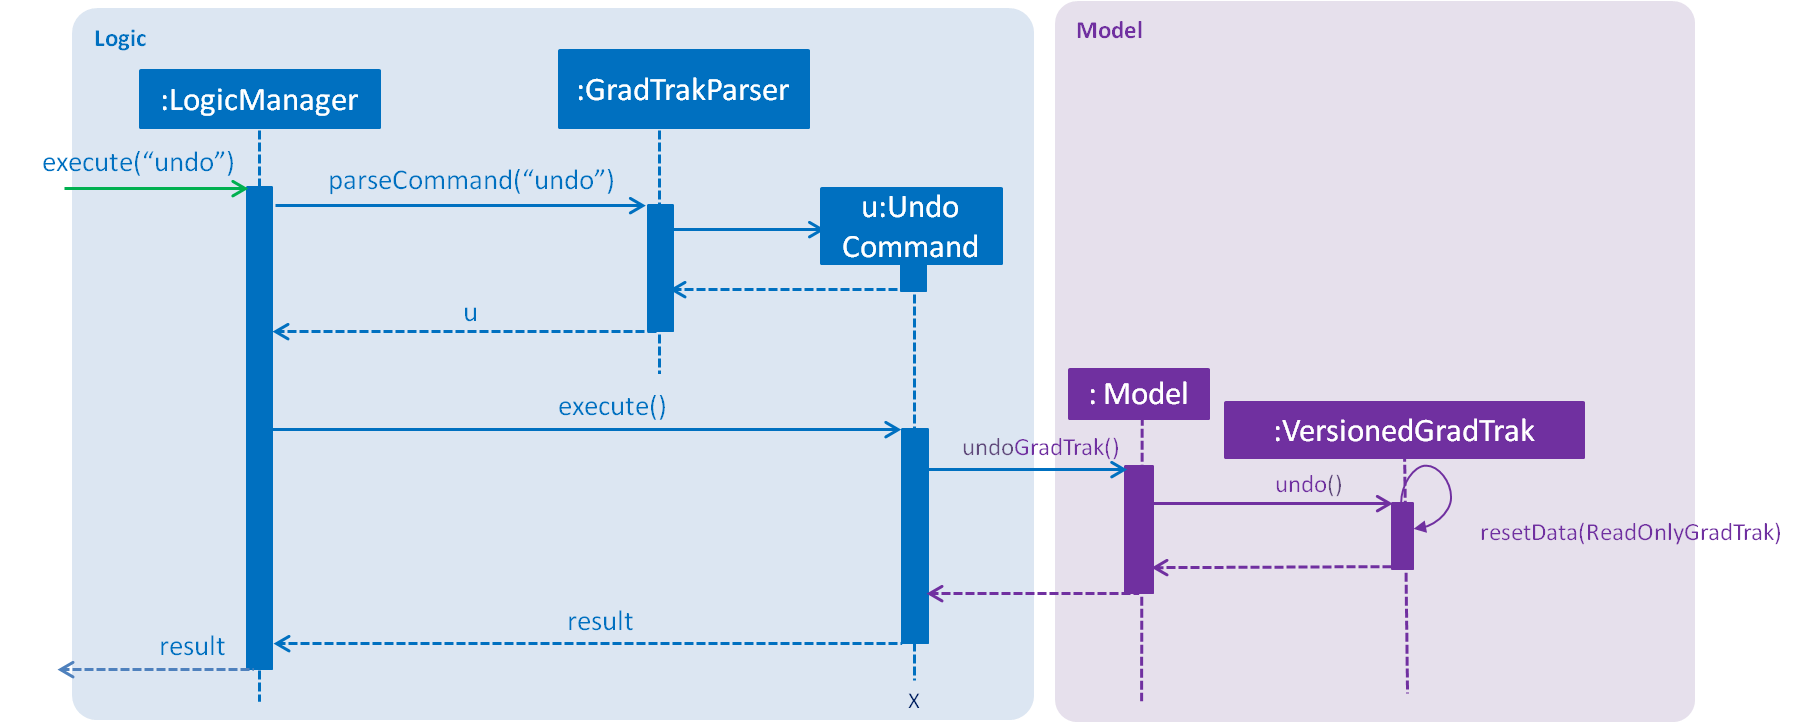 Logic
Model
:LogicManager
:GradTrakParser
execute(“undo”)
parseCommand(“undo”)
u:Undo
Command
u
: Model
execute()
:VersionedGradTrak
undoGradTrak()
undo()
resetData(ReadOnlyGradTrak)
result
result
X